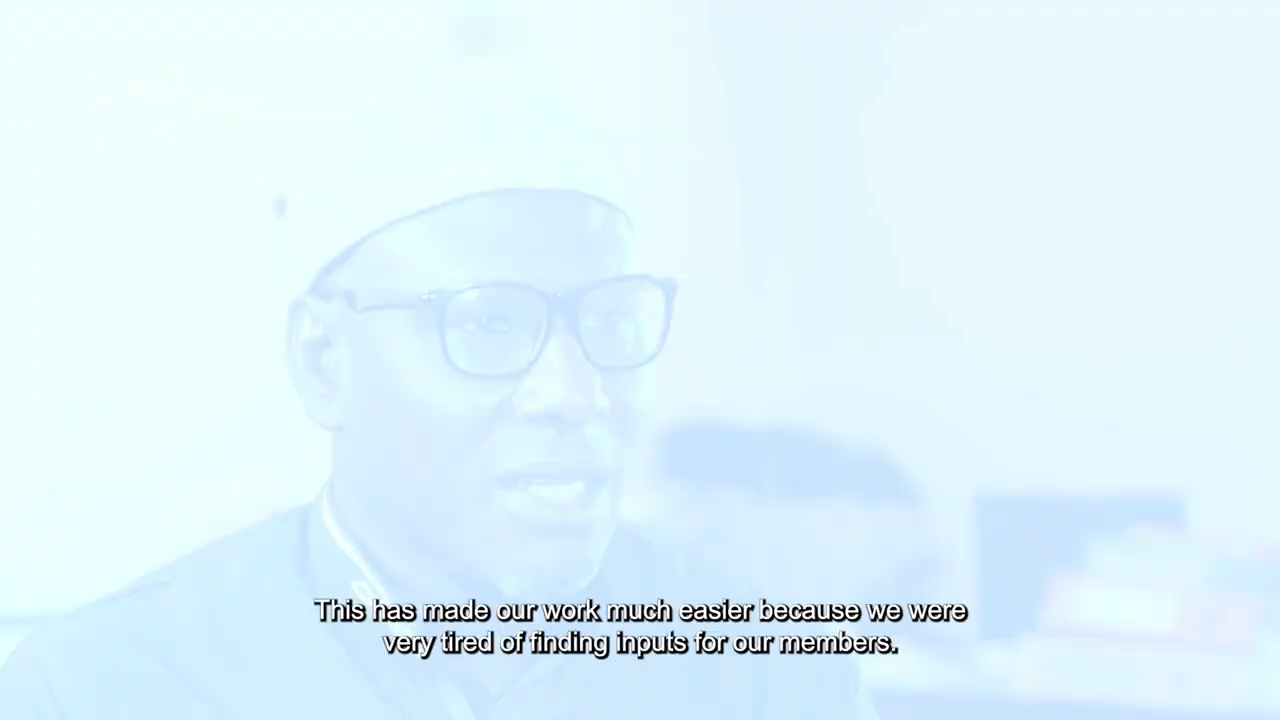 This has made our work much easier because we were
very tired of finding inputs for our members.